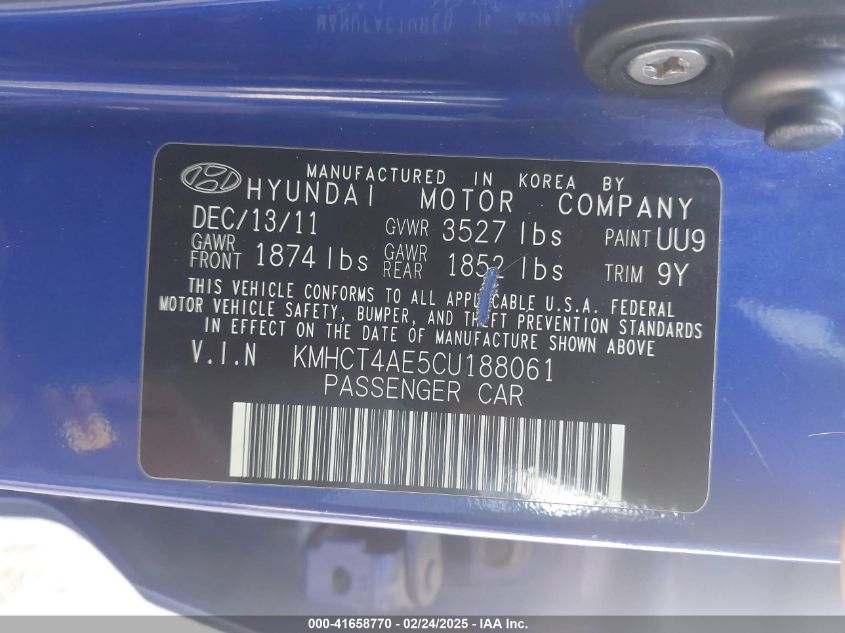 MANUFACTURED IN KOREA BY
HYUNDAI MOTOR COMPANY
DEC/13/11 GVWR 3527 lbs PAINT UU9
GAWR FRONT 1874 lbs GAWR REAR 1852 lbs TRIM 9Y
THIS VEHICLE CONFORMS TO ALL APPLICABLE U.S.A. FEDERAL
MOTOR VEHICLE SAFETY, BUMPER, AND THEFT PREVENTION STANDARDS
IN EFFECT ON THE DATE OF MANUFACTURE SHOWN ABOVE
V.I.N KMHCT4AE5CU188061
PASSENGER CAR
000-41658770 - 02/24/2025 - IAA, Inc.